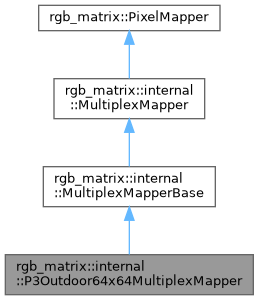 rgb_matrix::PixelMapper
rgb_matrix::internal
::MultiplexMapper
rgb_matrix::internal
::MultiplexMapperBase
rgb_matrix::internal
::P3Outdoor64x64MultiplexMapper